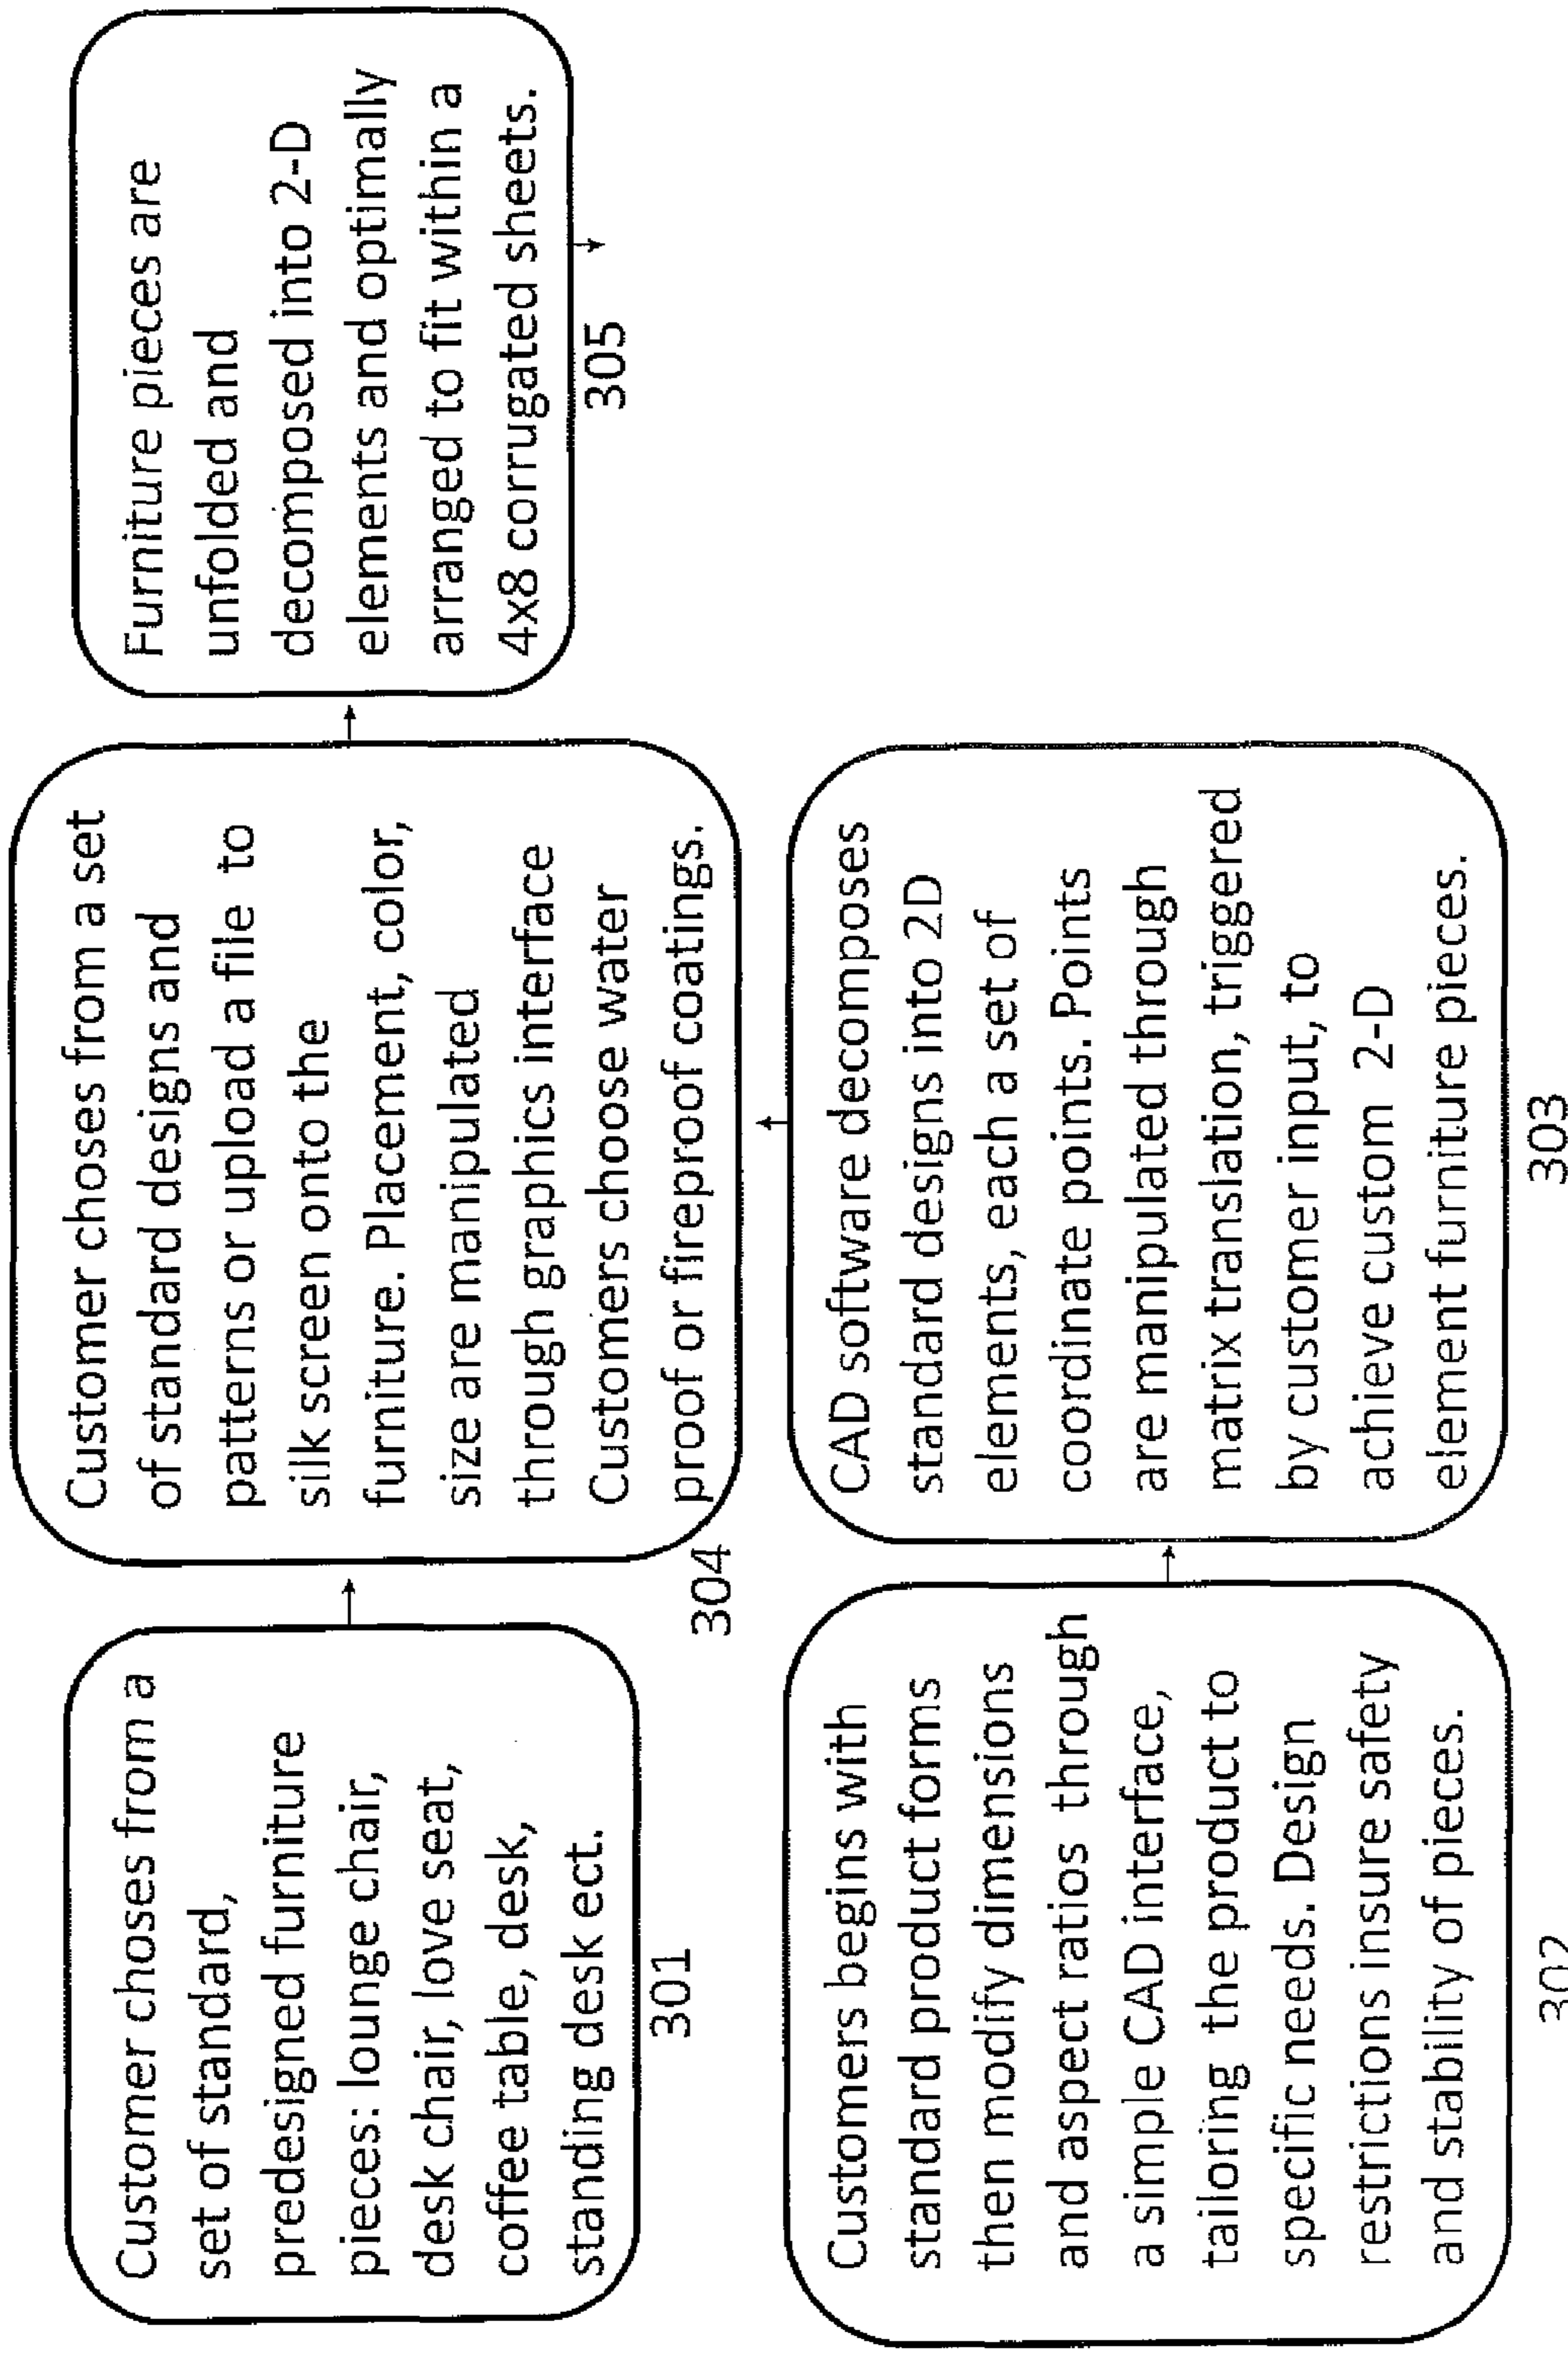 Customer choses from a
set of standard,
predesigned furniture
pieces: lounge chair,
desk chair, love seat,
coffee table, desk,
standing desk ect.
301
Customer choses from a set
of standard designs and
patterns or upload a file to
silk screen onto the
furniture. Placement, color,
size are manipulated
through graphics interface
Customers choose water
proof or fireproof coatings.
304
Furniture pieces are
unfolded and
decomposed into 2-D
elements and optimally
arranged to fit within a
4x8 corrugated sheets.
305
Customers begins with
standard product forms
then modify dimensions
and aspect ratios through
a simple CAD interface,
tailoring the product to
specific needs. Design
restrictions insure safety
and stability of pieces.
302
CAD software decomposes
standard designs into 2D
elements, each a set of
coordinate points. Points
are manipulated through
matrix translation, triggered
by customer input, to
achieve custom 2-D
element furniture pieces.
303